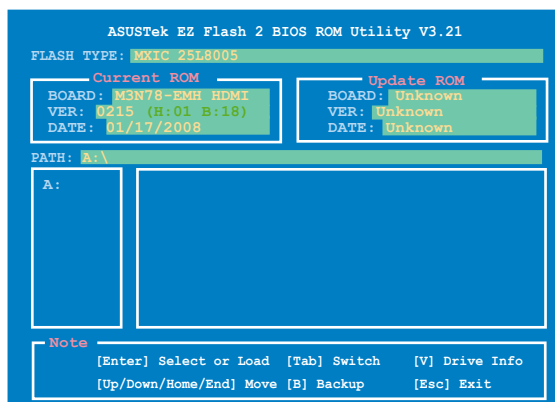 ASUSTek EZ Flash 2 BIOS ROM Utility V3.21
FLASH TYPE: MXIC 25L8005
Current ROM
BOARD: M3N78-EMH HDMI
VER: 0215 (H:01 B:18)
DATE: 01/17/2008
Update ROM
BOARD: Unknown
VER: Unknown
DATE: Unknown
PATH: A:\
A:
Note
[Enter] Select or Load [Tab] Switch [V] Drive Info
[Up/Down/Home/End] Move [B] Backup [Esc] Exit